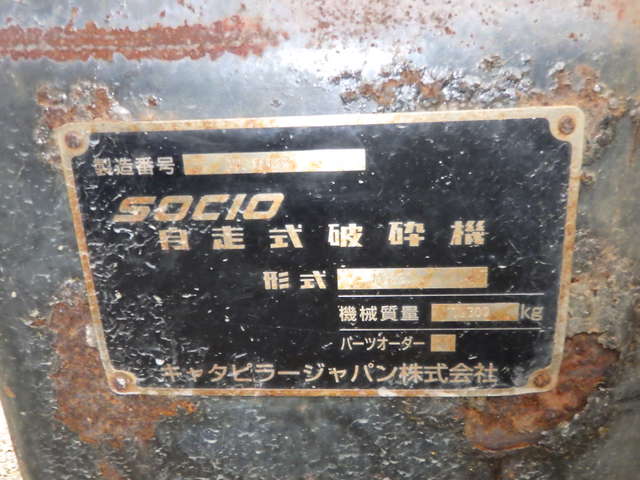 製造番号
SOCIO
自走式破砕機
形式
機械質量 kg
パーツオーダー
キャタピラージャパン株式会社